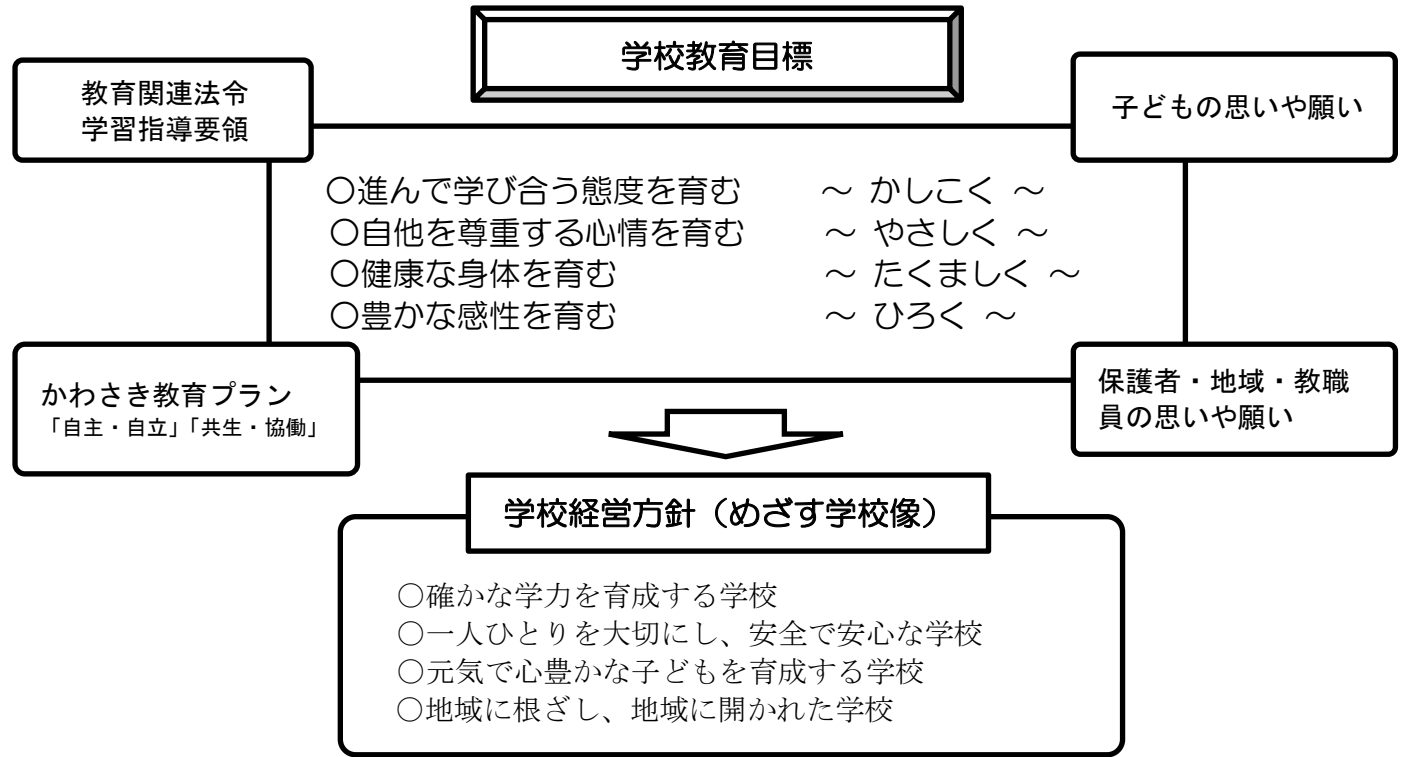 学校教育目標
教育関連法令
学習指導要領
子どもの思いや願い
○進んで学び合う態度を育む ～ かしこく ～
○自他を尊重する心情を育む ～ やさしく ～
○健康な身体を育む ～ たくましく ～
○豊かな感性を育む ～ ひろく ～
かわさき教育プラン
「自主・自立」「共生・協働」
保護者・地域・教職
員の思いや願い
学校経営方針（めざす学校像）
○確かな学力を育成する学校
○一人ひとりを大切にし、安全で安心な学校
○元気で心豊かな子どもを育成する学校
○地域に根ざし、地域に開かれた学校